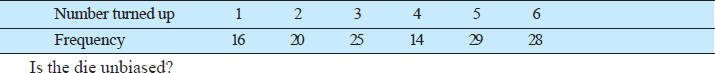 Number turned up 1 2 3 4 5 6
Frequency 16 20 25 14 29 28
Is the die unbiased?